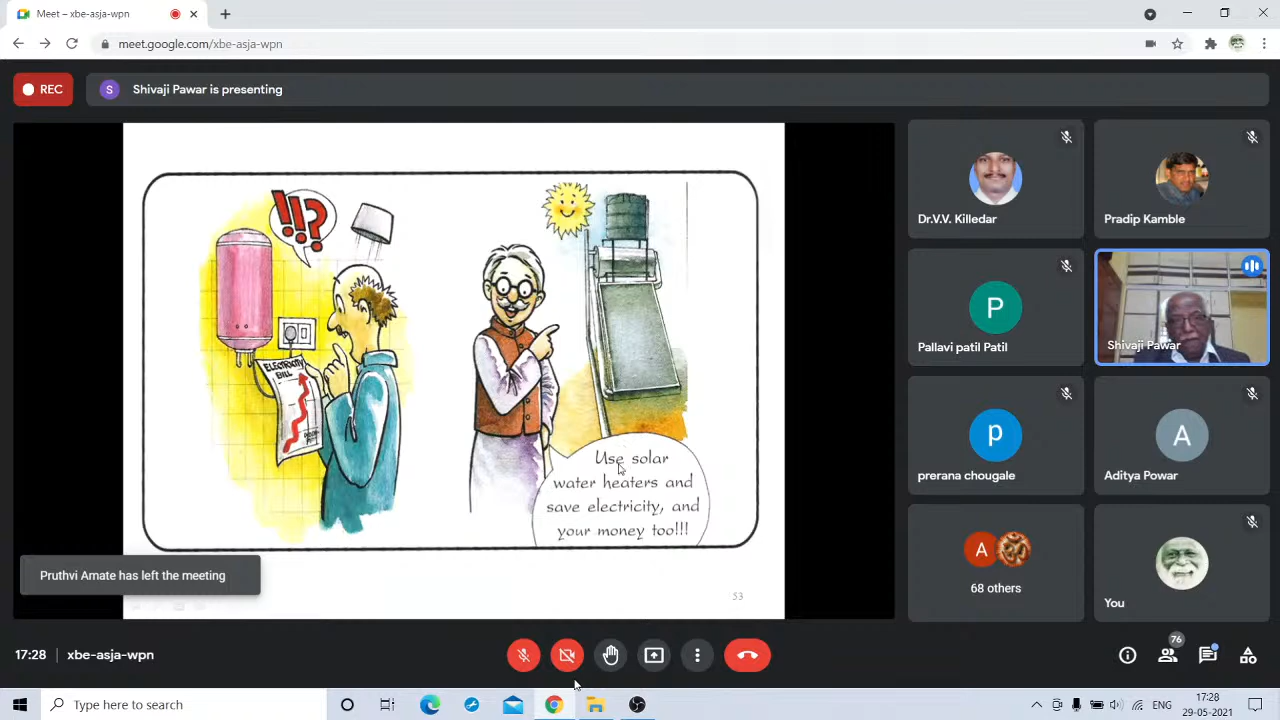 Meet – xbe-asja-wpn
meet.google.com/xbe-asja-wpn
REC
S
Shivaji Pawar is presenting
!!?
ELECTRICITY
BILL
Use solar
water heaters and
save electricity, and
your money too!!!
53
Pruthvi Amate has left the meeting
Dr.V.V. Killedar
Pradip Kamble
P
Pallavi patil Patil
Shivaji Pawar
p
prerana chougale
A
Aditya Powar
A
68 others
You
17:28 | xbe-asja-wpn
76
Type here to search
ENG
17:28
29-05-2021